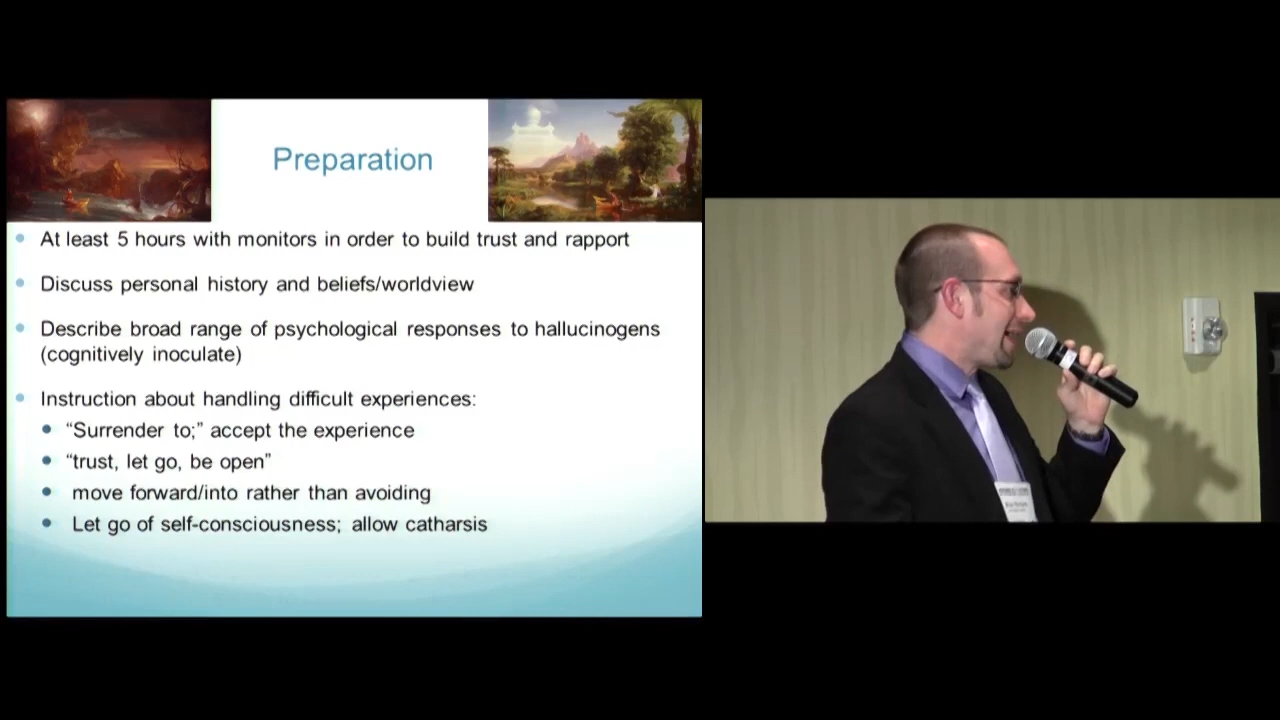 Preparation
At least 5 hours with monitors in order to build trust and rapport
Discuss personal history and beliefs/worldview
Describe broad range of psychological responses to hallucinogens
(cognitively inoculate)
Instruction about handling difficult experiences:
“Surrender to;” accept the experience
“trust, let go, be open”
move forward/into rather than avoiding
Let go of self-consciousness; allow catharsis